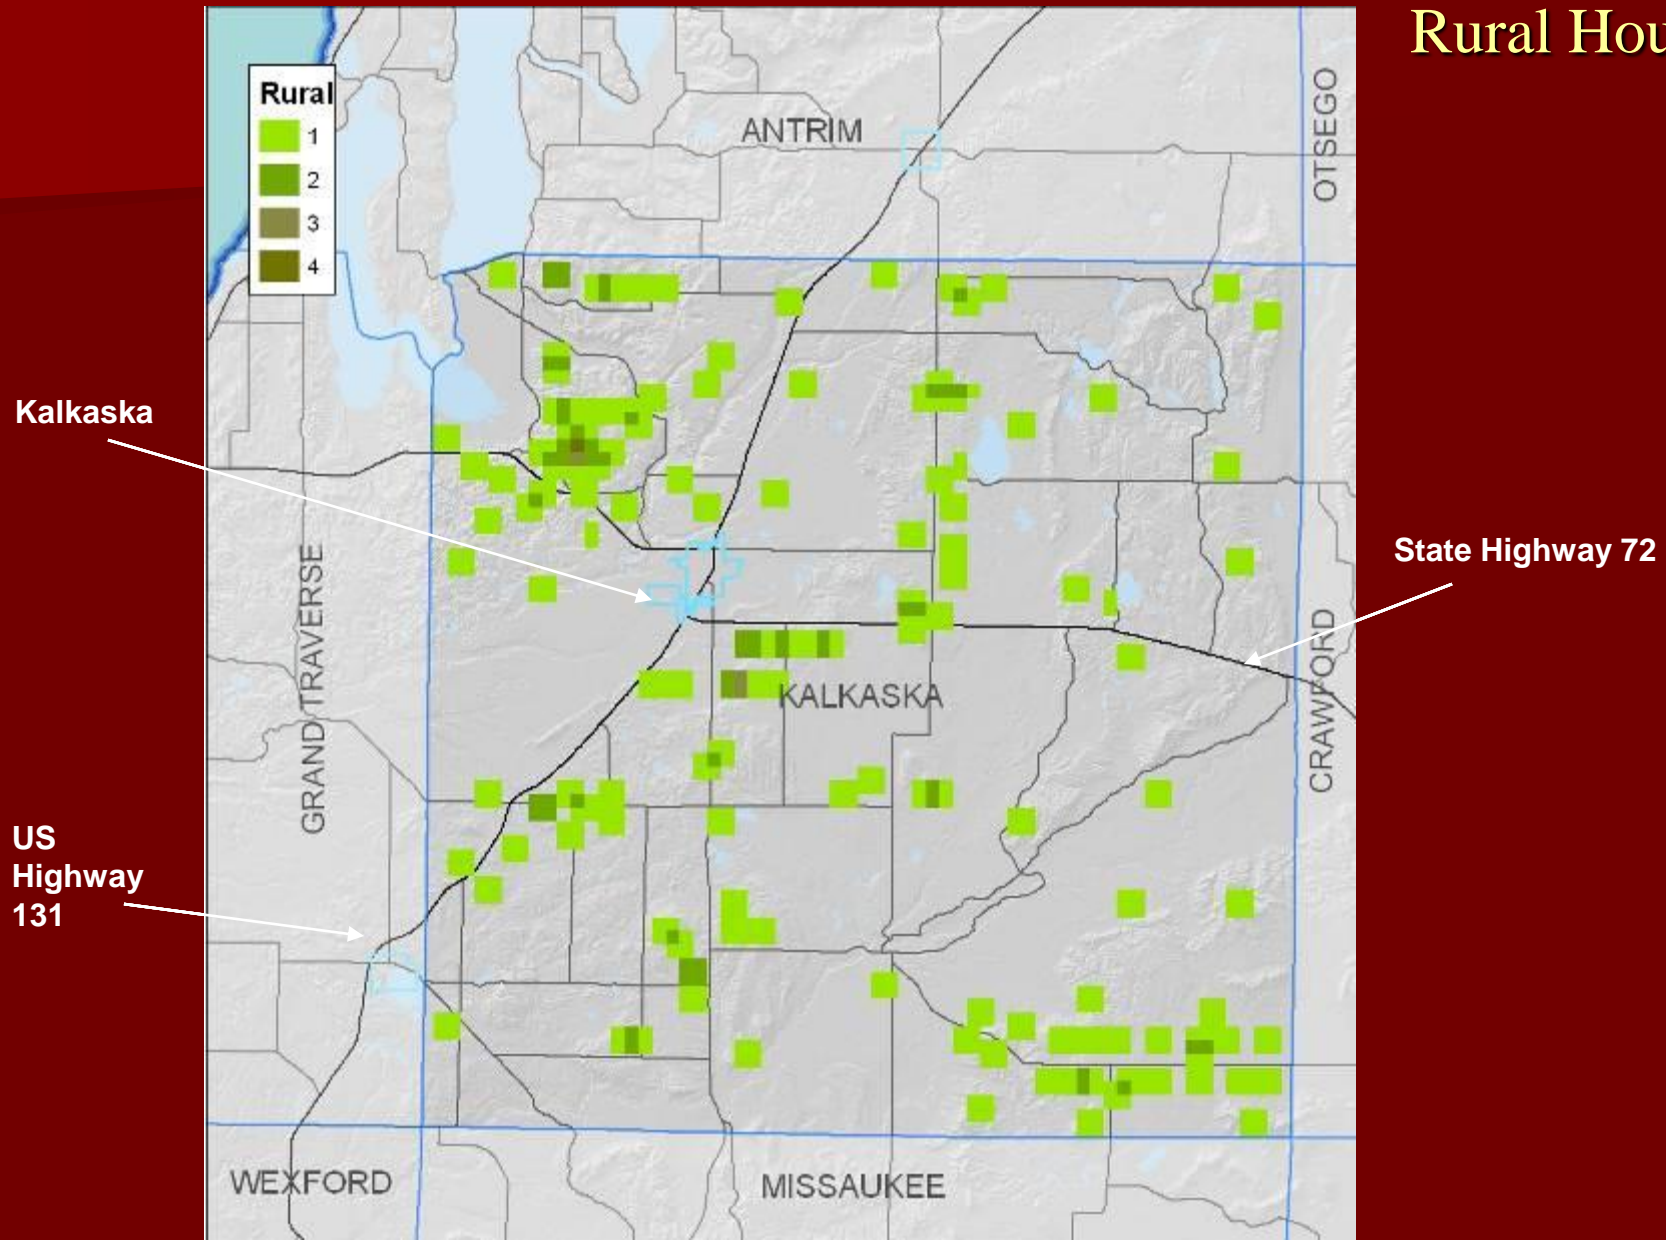 Rural Hou
Rural
1
2
3
4
ANTRIM
OTSEGO
Kalkaska
State Highway 72
GRAND TRAVERSE
KALKASKA
CRAWFORD
US
Highway
131
WEXFORD
MISSAUKEE